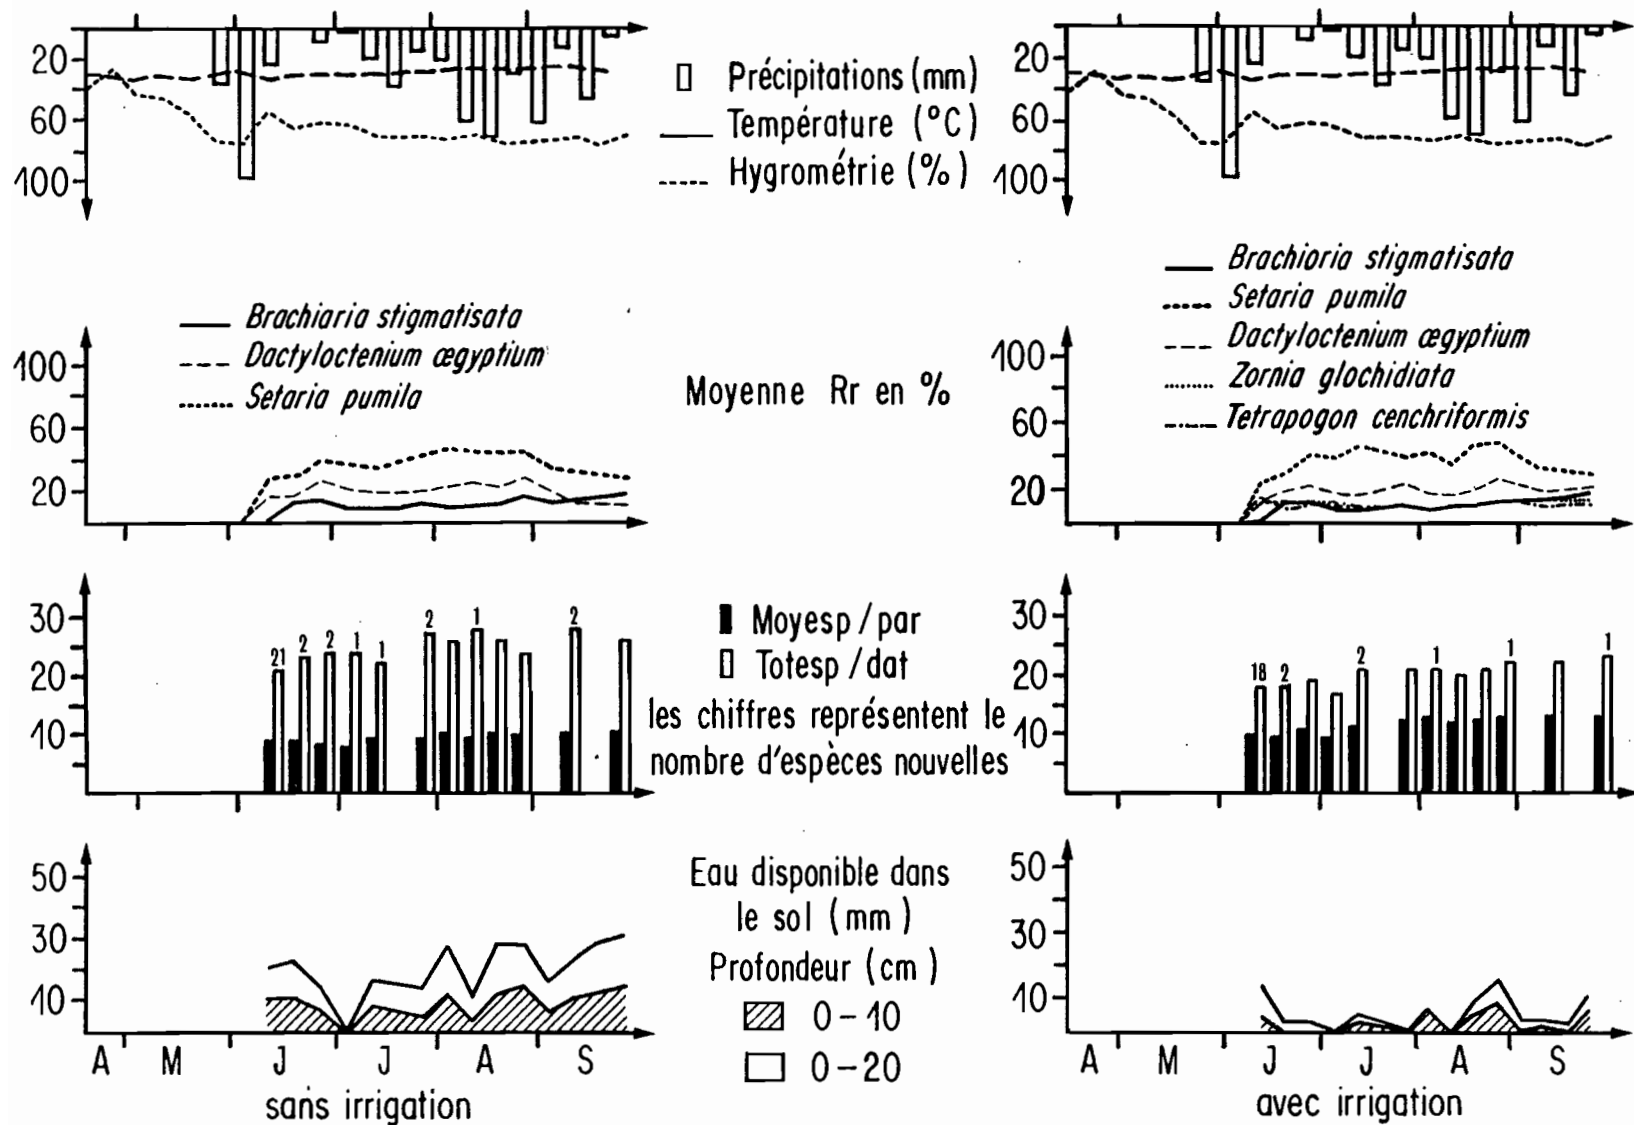 20
60
100
Précipitations (mm)
Température (°C)
Hygrométrie (%)
20
60
100
Brachiaria stigmatisata
Dactyloctenium ægyptium
Setaria pumila
100
60
20
Moyenne Rr en %
Brachioria stigmatisata
Setaria pumila
Dactyloctenium ægyptium
Zornia glochidiata
Tetrapogon cenchriformis
100
60
20
30
20
10
21 2 2 1 1 2 1 2
Moyesp / par
Totesp / dat
les chiffres représentent le
nombre d'espèces nouvelles
30
20
10
18 2 2 1 1 1
50
30
10
A M J J A S
sans irrigation
Eau disponible dans
le sol (mm)
Profondeur (cm)
0-10
0-20
50
30
10
A M J J A S
avec irrigation